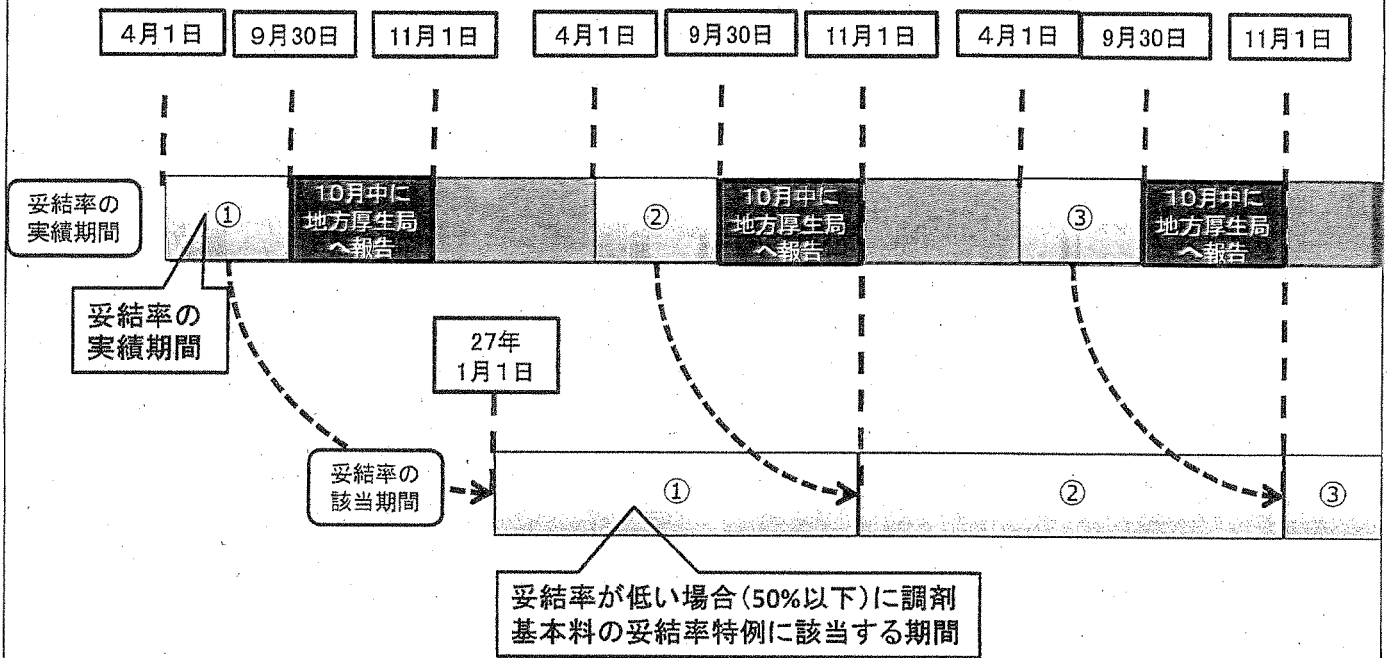 4月1日
9月30日
11月1日
4月1日
9月30日
11月1日
4月1日
9月30日
11月1日
妥結率の
実績期間
①
10月中に
地方厚生局
へ報告
②
10月中に
地方厚生局
へ報告
③
10月中に
地方厚生局
へ報告
妥結率の
実績期間
27年
1月1日
妥結率の
該当期間
①
②
③
妥結率が低い場合(50%以下)に調剤
基本料の妥結率特例に該当する期間